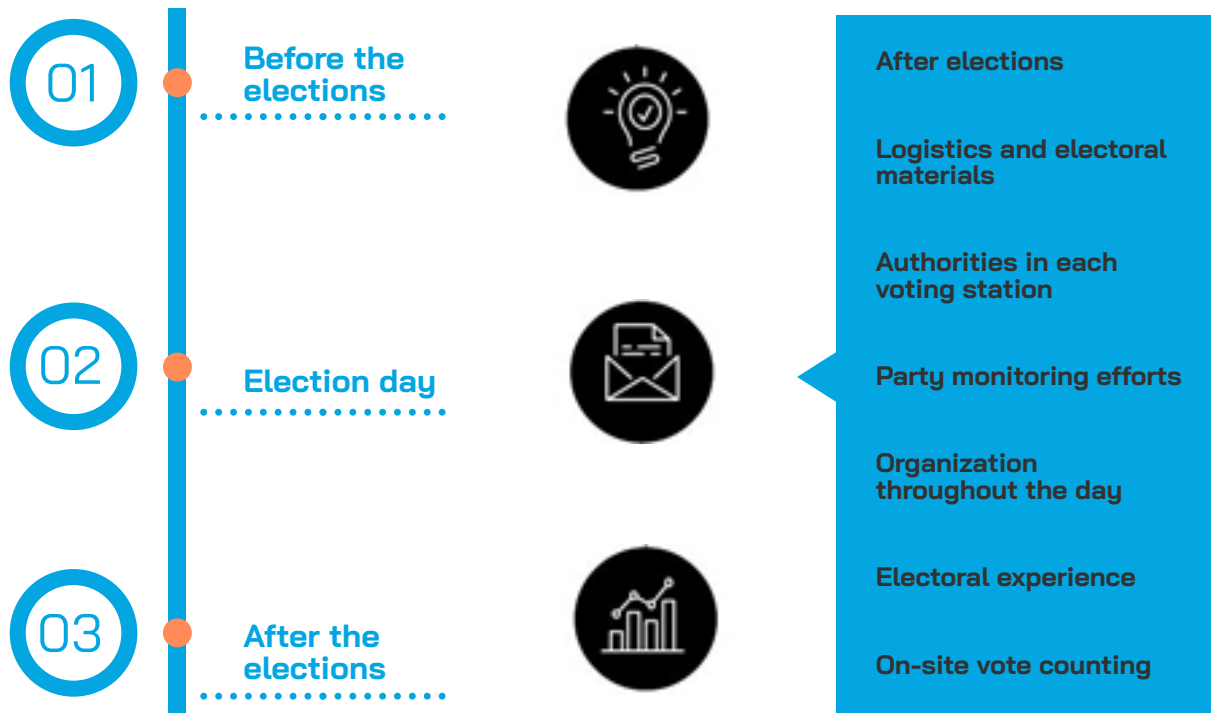 01
Before the
elections
02
Election day
03
After the
elections
After elections
Logistics and electoral
materials
Authorities in each
voting station
Party monitoring efforts
Organization
throughout the day
Electoral experience
On-site vote counting